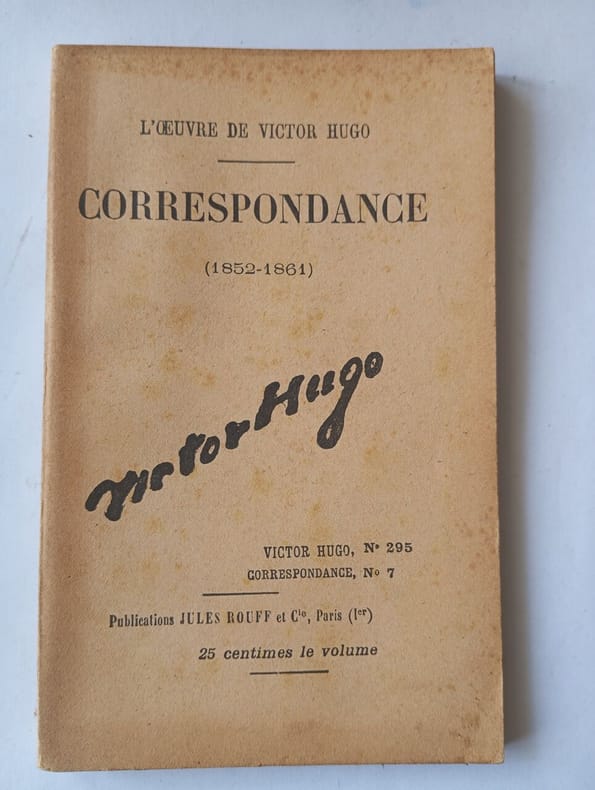 L'ŒUVRE DE VICTOR HUGO
CORRESPONDANCE
(1852-1861)
Victor Hugo
VICTOR HUGO, N° 295
CORRESPONDANCE, No 7
Publications JULES ROUFF et Cie, Paris (Ier)
25 centimes le volume